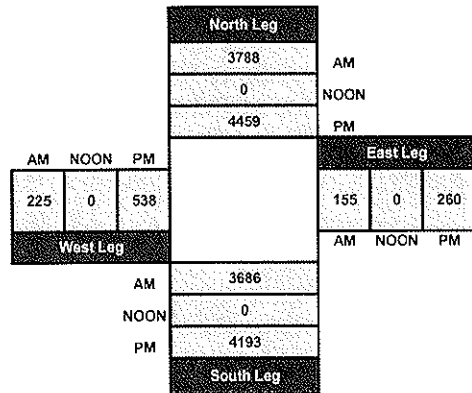 North Leg
3788 AM
0 NOON
4459 PM
AM NOON PM
East Leg
225 0 538
155 0 260
West Leg
AM NOON PM
AM 3686
NOON 0
PM 4193
South Leg